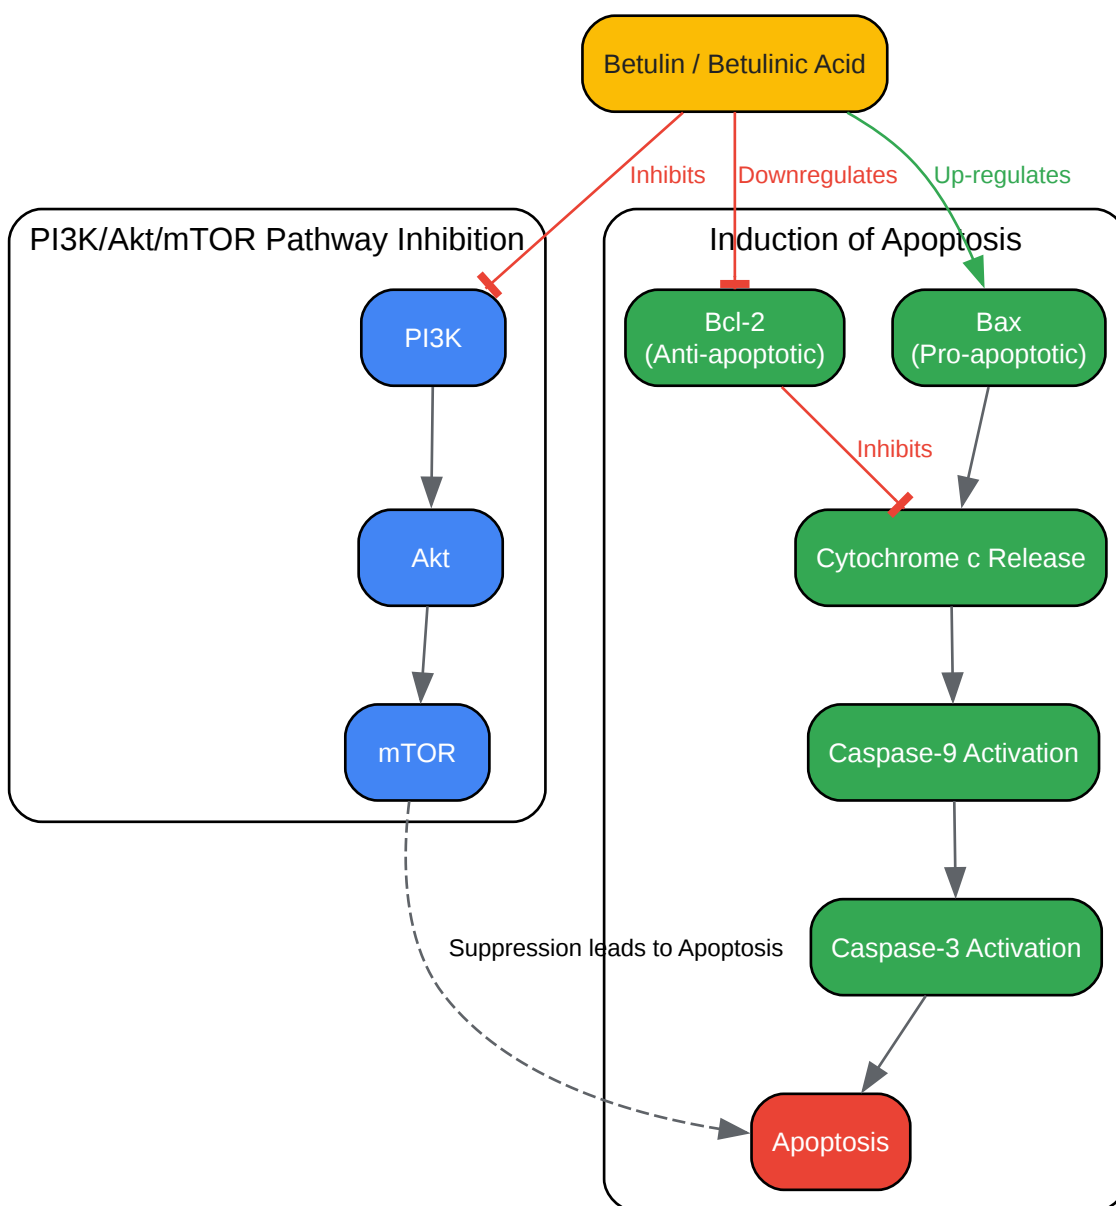 Betulin / Betulinic Acid
Inhibits
Downregulates
Up-regulates
PI3K/Akt/mTOR Pathway Inhibition
Induction of Apoptosis
PI3K
Bcl-2
(Anti-apoptotic)
Bax
(Pro-apoptotic)
Inhibits
Akt
Cytochrome c Release
mTOR
Caspase-9 Activation
Suppression leads to Apoptosis
Caspase-3 Activation
Apoptosis